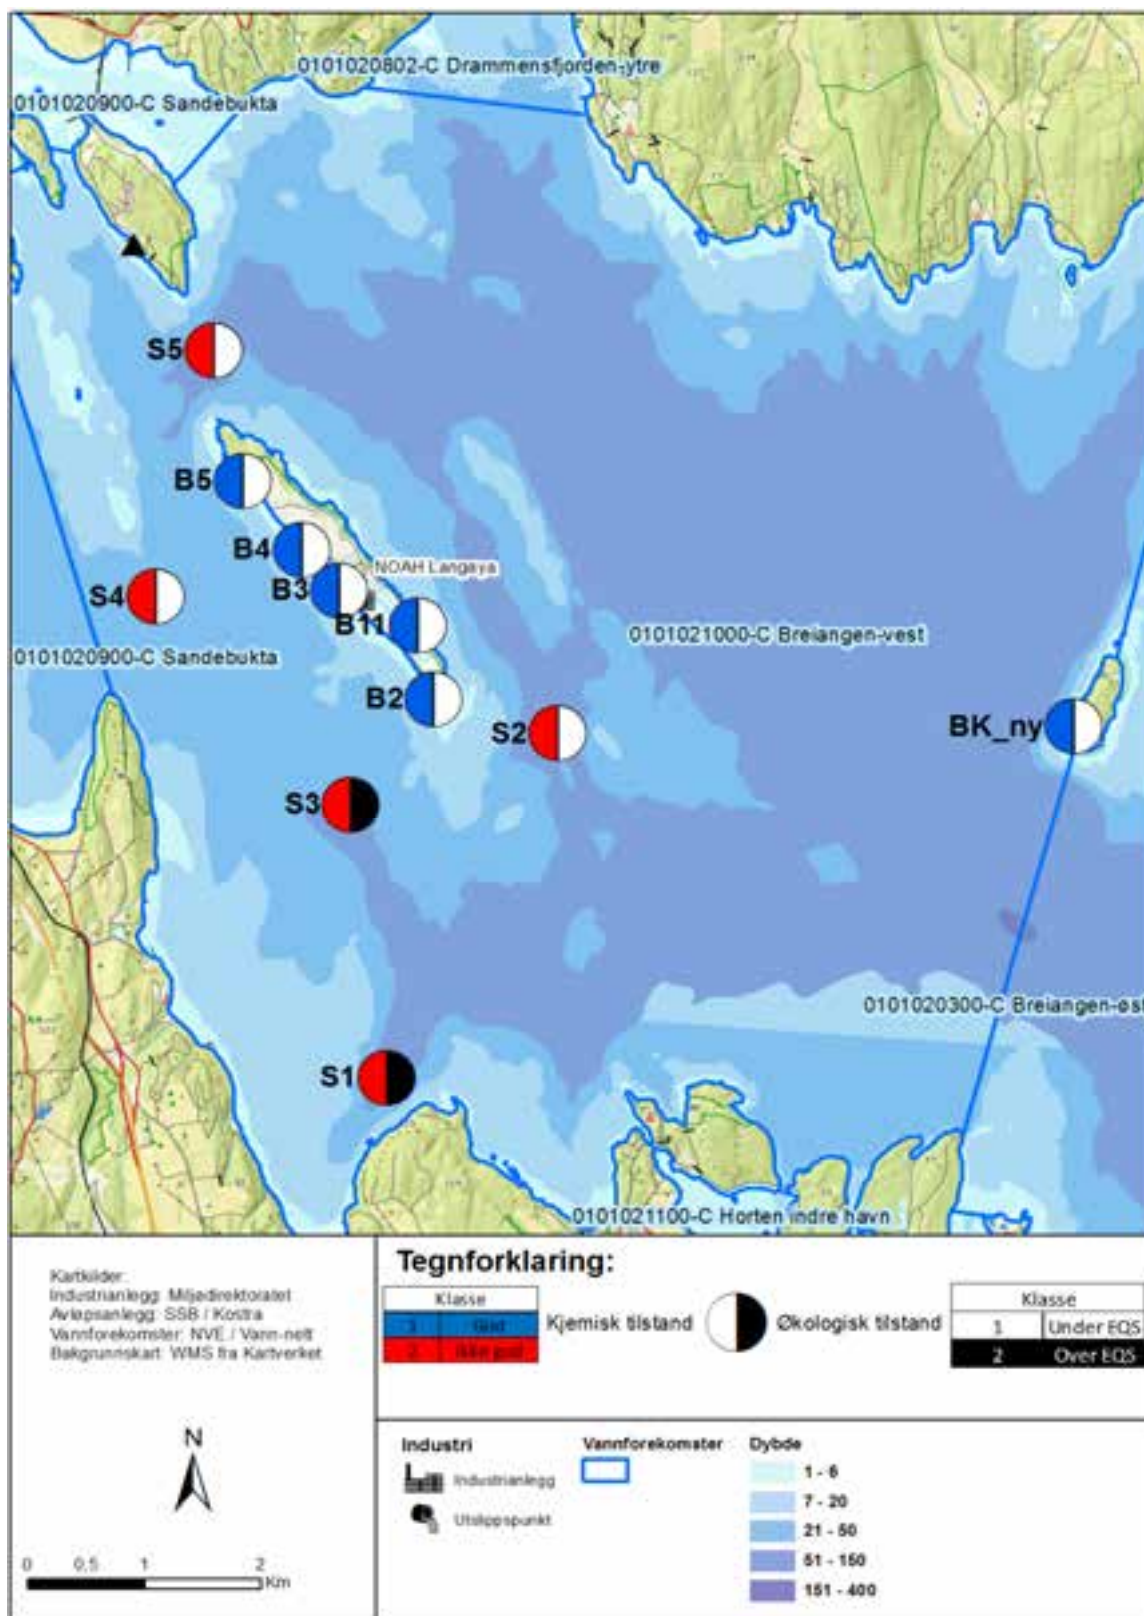 0101020802-C Drammensfjorden-ytre
0101020900-C Sandebukta
S5
B5
B4
NOAH Langøya
B3
S4
B11
0101021000-C Breiangen-vest
0101020900-C Sandebukta
B2
S2
BK_ny
S3
0101020300-C Breiangen-øst
S1
0101021100-C Horten indre havn
Kartkilder:
Industrianlegg: Miljødirektoratet
Avløpsanlegg: SSB / Kostra
Vannforekomster: NVE / Vann-nett
Bakgrunnskart: WMS fra Kartverket
N
0 0,5 1 2
Km
Tegnforklaring:
Klasse
1 God
2 Ikke god
Kjemisk tilstand
Økologisk tilstand
Klasse
1 Under EQS
2 Over EQS
Industri
Industrianlegg
Utslippspunkt
Vannforekomster
Dybde
1 - 6
7 - 20
21 - 50
51 - 150
151 - 400